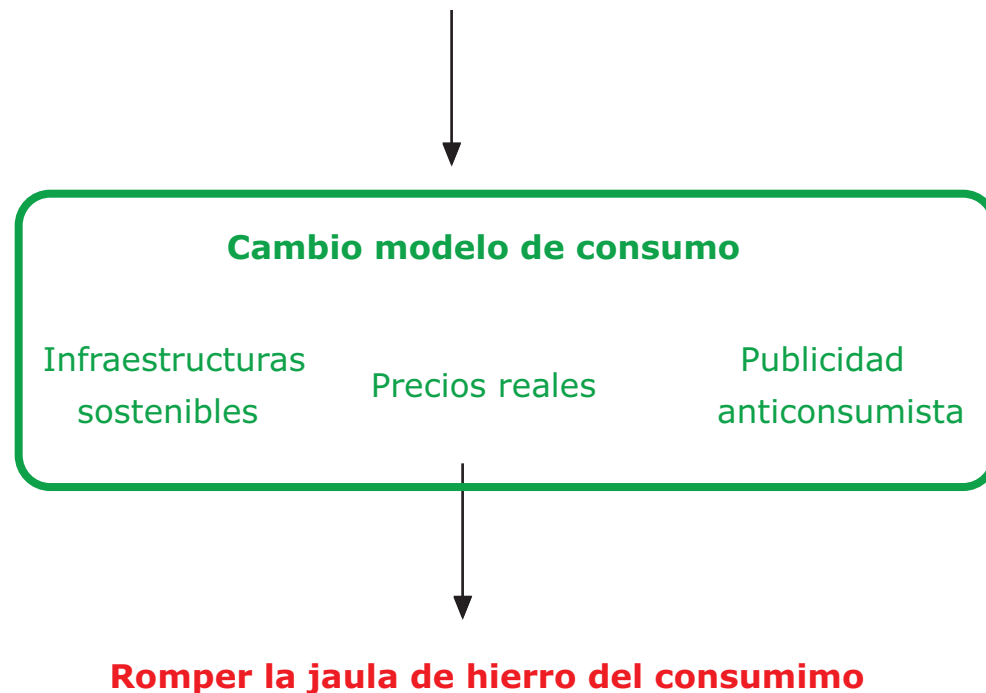 Cambio modelo de consumo
Infraestructuras
sostenibles
Precios reales
Publicidad
anticonsumista
Romper la jaula de hierro del consumimo